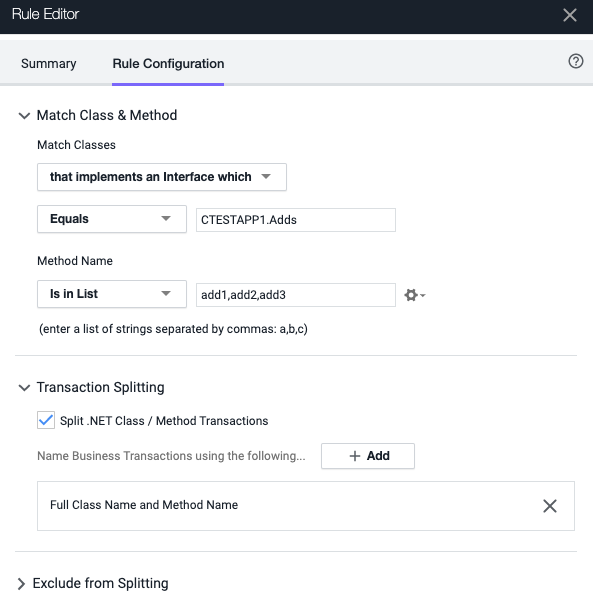 Rule Editor
Summary
Rule Configuration
Match Class & Method
Match Classes
that implements an Interface which
Equals
CTESTAPP1.Adds
Method Name
Is in List
add1,add2,add3
(enter a list of strings separated by commas: a,b,c)
Transaction Splitting
Split .NET Class / Method Transactions
Name Business Transactions using the following...
+ Add
Full Class Name and Method Name
Exclude from Splitting